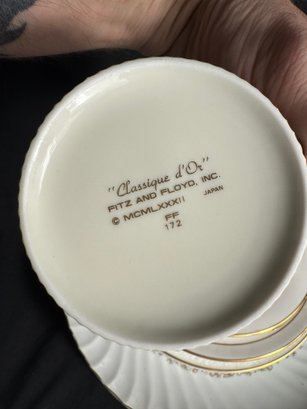 "Classique d'Or"
FITZ AND FLOYD, INC.
© MCMLXXXII JAPAN
FF
172